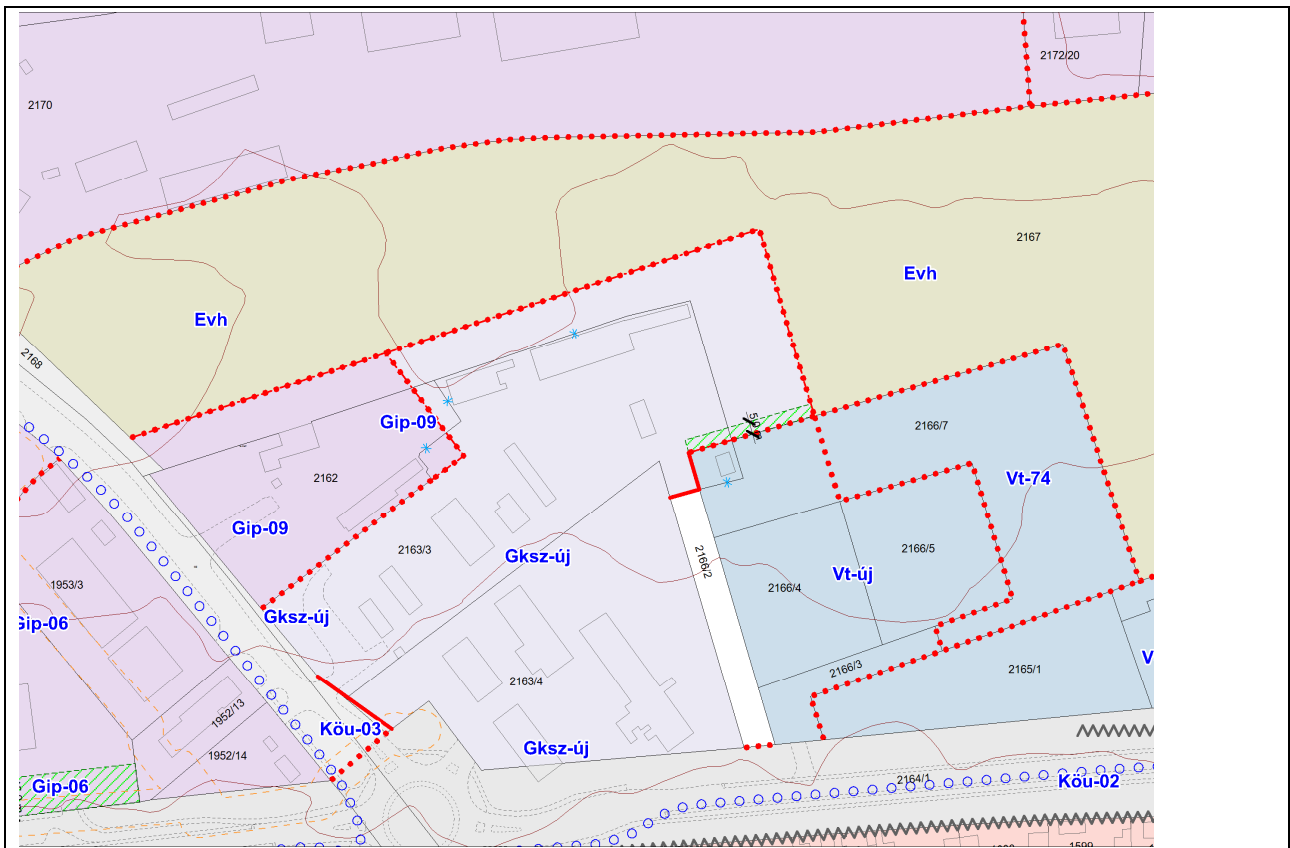 2172/20
2170
2167
Evh
Evh
2168
Gip-09
2166/7
2162
Vt-74
Gip-09
2163/3
Gksz-új
2166/2
2166/5
Vt-új
2166/4
1953/3
Gksz-új
Gip-06
2166/3
2165/1
2163/4
1952/13
Köu-03
Gksz-új
1952/14
2164/1
Köu-02
Gip-06
1599